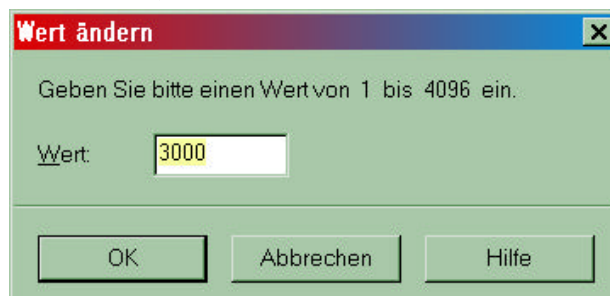 Wert ändern
Geben Sie bitte einen Wert von 1 bis 4096 ein.
Wert: 3000
OK Abbrechen Hilfe